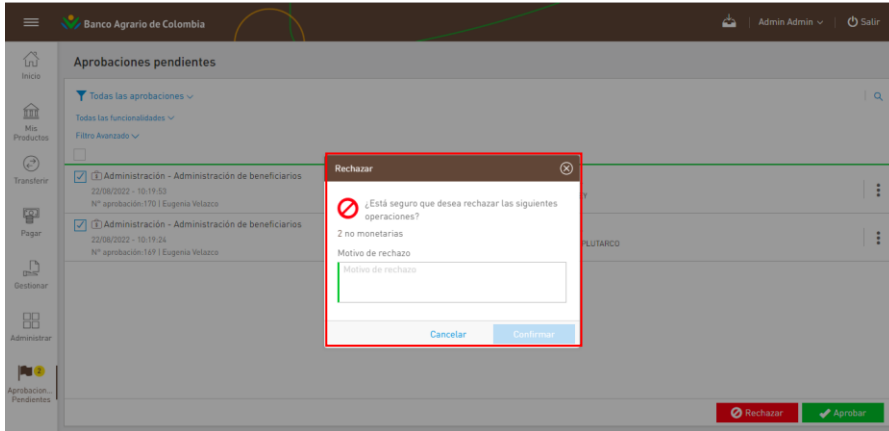 Banco Agrario de Colombia
Admin Admin
Salir
Inicio
Mis
Productos
Transferir
Pagar
Gestionar
Administrar
2
Aprobacion...
Pendientes
Aprobaciones pendientes
Todas las aprobaciones
Todas las funcionalidades
Filtro Avanzado
Administración - Administración de beneficiarios
22/08/2022 - 10:19:53
N° aprobación:170 | Eugenia Velazco
Administración - Administración de beneficiarios
22/08/2022 - 10:19:24
N° aprobación:169 | Eugenia Velazco
PLUTARCO
Rechazar
¿Está seguro que desea rechazar las siguientes
operaciones?
2 no monetarias
Motivo de rechazo
Motivo de rechazo
Cancelar
Confirmar
Rechazar
Aprobar